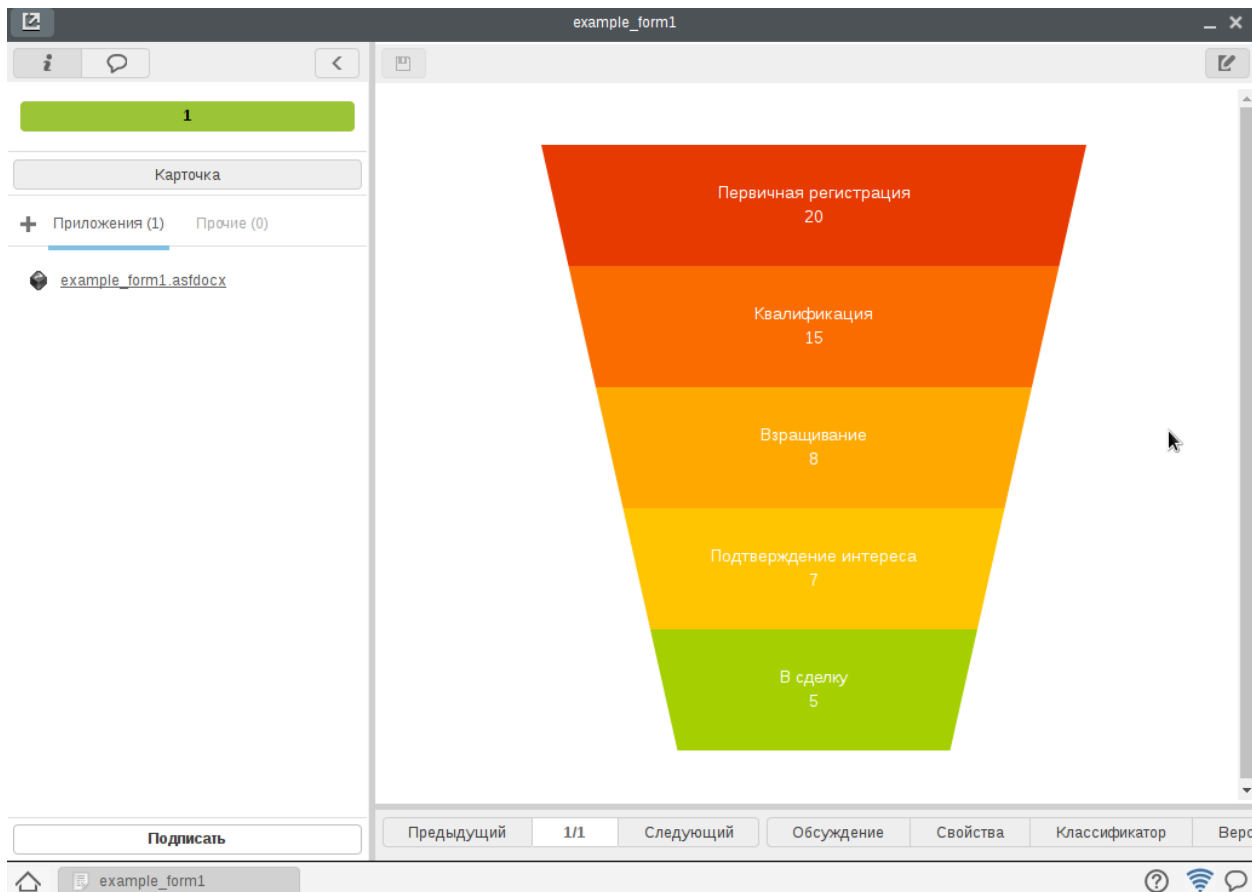 example_form1
1
Карточка
Приложения (1) Прочие (0)
example_form1.asfdocx
Подписать
Первичная регистрация
20
Квалификация
15
Взращивание
8
Подтверждение интереса
7
В сделку
5
Предыдущий 1/1 Следующий Обсуждение Свойства Классификатор
example_form1